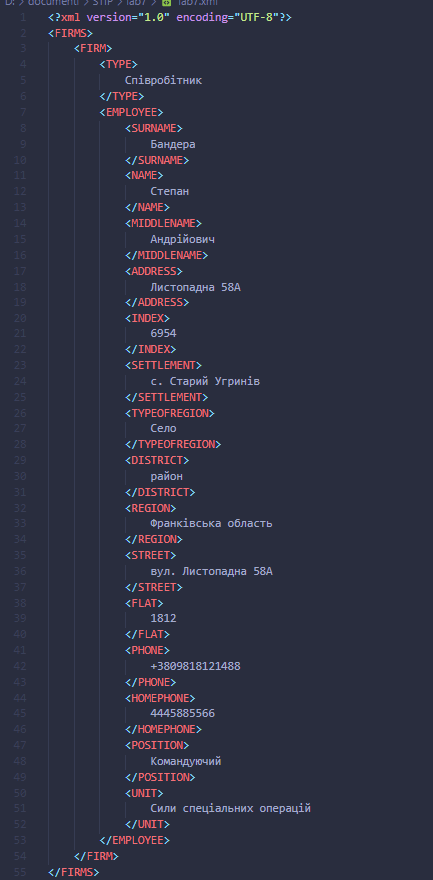 D: > documenti > STIP > lab7 > lab7.xml
1 <?xml version="1.0" encoding="UTF-8"?>
2 <FIRMS>
3 <FIRM>
4 <TYPE>
5 Співробітник
6 </TYPE>
7 <EMPLOYEE>
8 <SURNAME>
9 Бандера
10 </SURNAME>
11 <NAME>
12 Степан
13 </NAME>
14 <MIDDLENAME>
15 Андрійович
16 </MIDDLENAME>
17 <ADDRESS>
18 Листопадна 58А
19 </ADDRESS>
20 <INDEX>
21 6954
22 </INDEX>
23 <SETTLEMENT>
24 с. Старий Угринів
25 </SETTLEMENT>
26 <TYPEOFREGION>
27 Село
28 </TYPEOFREGION>
29 <DISTRICT>
30 район
31 </DISTRICT>
32 <REGION>
33 Франківська область
34 </REGION>
35 <STREET>
36 вул. Листопадна 58А
37 </STREET>
38 <FLAT>
39 1812
40 </FLAT>
41 <PHONE>
42 +3809818121488
43 </PHONE>
44 <HOMEPHONE>
45 4445885566
46 </HOMEPHONE>
47 <POSITION>
48 Командуючий
49 </POSITION>
50 <UNIT>
51 Сили спеціальних операцій
52 </UNIT>
53 </EMPLOYEE>
54 </FIRM>
55 </FIRMS>